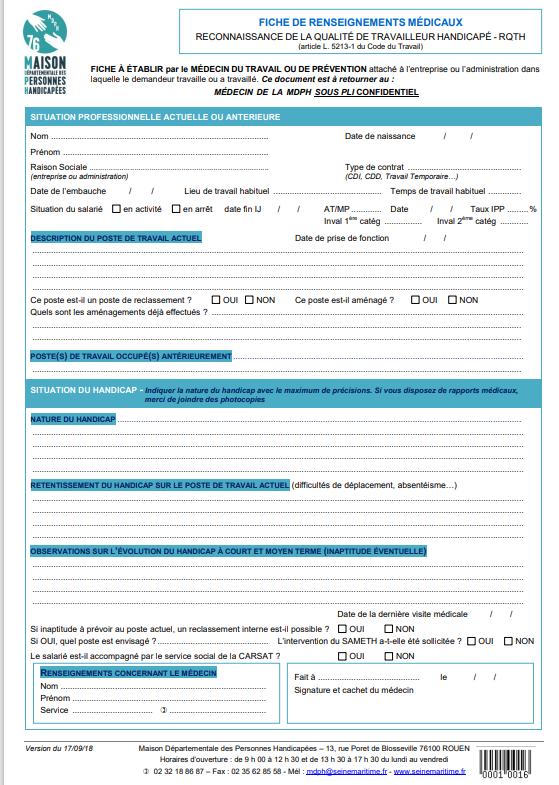 76 MDPH
MAISON
DÉPARTEMENTALE DES
PERSONNES
HANDICAPÉES
FICHE DE RENSEIGNEMENTS MÉDICAUX
RECONNAISSANCE DE LA QUALITÉ DE TRAVAILLEUR HANDICAPÉ - RQTH
(article L. 5213-1 du Code du Travail)
FICHE À ÉTABLIR par le MÉDECIN DU TRAVAIL OU DE PRÉVENTION attaché à l'entreprise ou l'administration dans
laquelle le demandeur travaille ou a travaillé. Ce document est à retourner au :
MÉDECIN DE LA MDPH SOUS PLI CONFIDENTIEL
SITUATION PROFESSIONNELLE ACTUELLE OU ANTERIEURE
Nom ........ Date de naissance / /
Prénom ........
Raison Sociale ........ Type de contrat ........
(entreprise ou administration) (CDI, CDD, Travail Temporaire…)
Date de l'embauche / / Lieu de travail habituel ........ Temps de travail habituel ........
Situation du salarié ☐ en activité ☐ en arrêt date fin IJ / / AT/MP........ Date / / Taux IPP ........%
Inval 1ère catég ........ Inval 2ème catég ........
DESCRIPTION DU POSTE DE TRAVAIL ACTUEL Date de prise de fonction / /
Ce poste est-il un poste de reclassement ? ☐ OUI ☐ NON Ce poste est-il aménagé ? ☐ OUI ☐ NON
Quels sont les aménagements déjà effectués ? ........
POSTE(S) DE TRAVAIL OCCUPÉ(S) ANTÉRIEUREMENT ........
SITUATION DU HANDICAP - Indiquer la nature du handicap avec le maximum de précisions. Si vous disposez de rapports médicaux,
merci de joindre des photocopies
NATURE DU HANDICAP ........
RETENTISSEMENT DU HANDICAP SUR LE POSTE DE TRAVAIL ACTUEL (difficultés de déplacement, absentéisme…)
OBSERVATIONS SUR L'ÉVOLUTION DU HANDICAP À COURT ET MOYEN TERME (INAPTITUDE ÉVENTUELLE)
Date de la dernière visite médicale / /
Si inaptitude à prévoir au poste actuel, un reclassement interne est-il possible ? ☐ OUI ☐ NON
Si OUI, quel poste est envisagé ?........ L'intervention du SAMETH a-t-elle été sollicitée ? ☐ OUI ☐ NON
Le salarié est-il accompagné par le service social de la CARSAT ? ☐ OUI ☐ NON
RENSEIGNEMENTS CONCERNANT LE MÉDECIN
Nom ........
Prénom ........
Service ........ ✆ ........
Fait à ........ le / /
Signature et cachet du médecin
Version du 17/09/18
Maison Départementale des Personnes Handicapées – 13, rue Poret de Blosseville 76100 ROUEN
Horaires d'ouverture : de 9 h 00 à 12 h 30 et de 13 h 30 à 17 h 30 du lundi au vendredi
✆ 02 32 18 86 87 – Fax : 02 35 62 85 58 - Mél : mdph@seinemaritime.fr - www.seinemaritime.fr
0001 0016